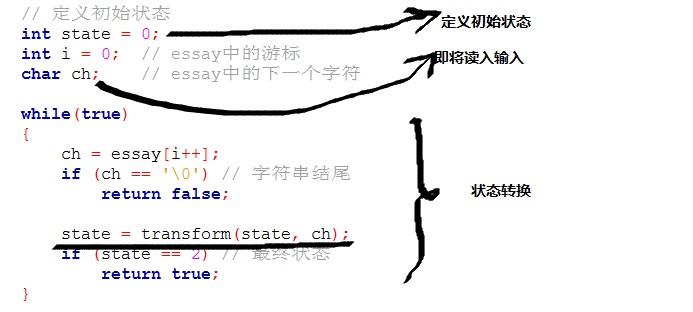 // 定义初始状态
int state = 0;
定义初始状态
int i = 0;  // essay中的游标
即将读入输入
char ch;    // essay中的下一个字符
while(true)
{
    ch = essay[i++];
    if (ch == '\0') // 字符串结尾
        return false;
状态转换
    state = transform(state, ch);
    if (state == 2) // 最终状态
        return true;
}